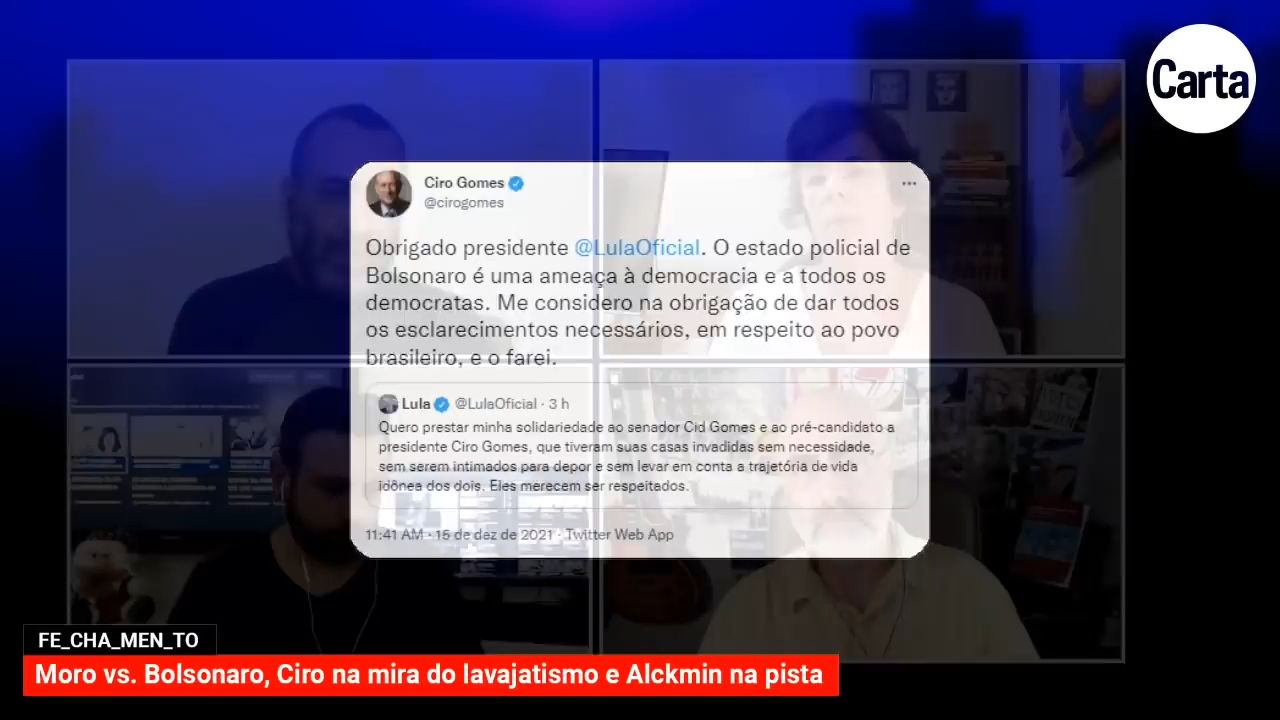 Carta
Ciro Gomes
@cirogomes
Obrigado presidente @LulaOficial. O estado policial de
Bolsonaro é uma ameaça à democracia e a todos os
democratas. Me considero na obrigação de dar todos
os esclarecimentos necessários, em respeito ao povo
brasileiro, e o farei.
Lula @LulaOficial · 3 h
Quero prestar minha solidariedade ao senador Cid Gomes e ao pré-candidato a
presidente Ciro Gomes, que tiveram suas casas invadidas sem necessidade,
sem serem intimados para depor e sem levar em conta a trajetória de vida
idônea dos dois. Eles merecem ser respeitados.
11:41 AM · 15 de dez de 2021 · Twitter Web App
FE_CHA_MEN_TO
Moro vs. Bolsonaro, Ciro na mira do lavajatismo e Alckmin na pista